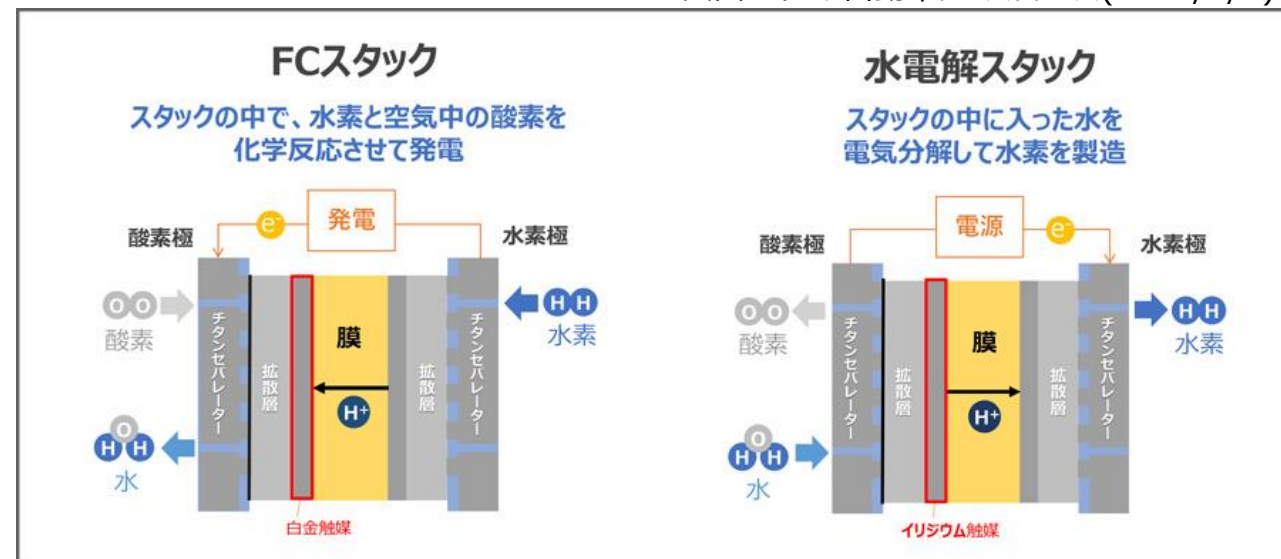 FCスタック
スタックの中で、水素と空気中の酸素を
化学反応させて発電
発電
e-
酸素極
水素極
OO
酸素
HH
水素
チタンセパレーター
拡散層
膜
H+
拡散層
チタンセパレーター
O
HH
水
白金触媒
水電解スタック
スタックの中に入った水を
電気分解して水素を製造
電源
e-
酸素極
水素極
OO
酸素
HH
水素
チタンセパレーター
拡散層
膜
H+
拡散層
チタンセパレーター
O
HH
水
イリジウム触媒